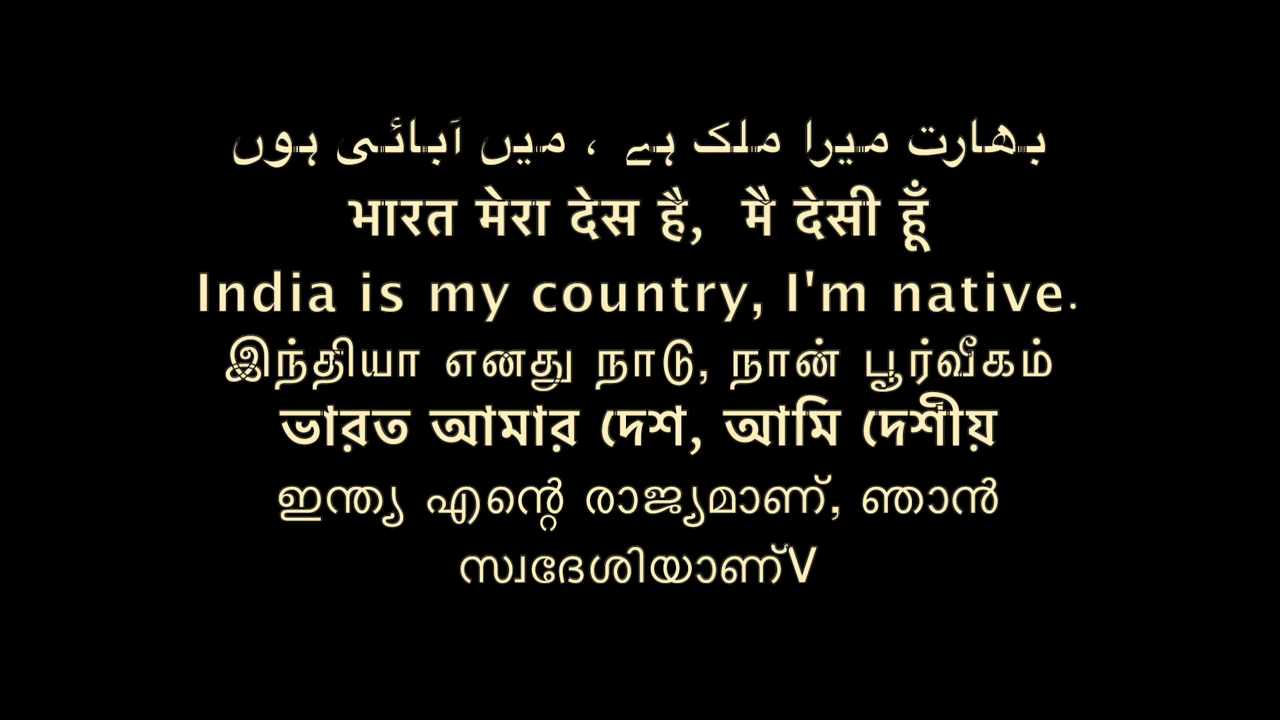 بھارت میرا ملک ہے ، میں آبائی ہوں
भारत मेरा देस है, मै देसी हूँ
India is my country, I'm native.
இந்தியா எனது நாடு, நான் பூர்வீகம்
ভারত আমার দেশ, আমি দেশীয়
ഇന്ത്യ എന്റെ രാജ്യമാണ്, ഞാൻ
സ്വദേശിയാണ്V